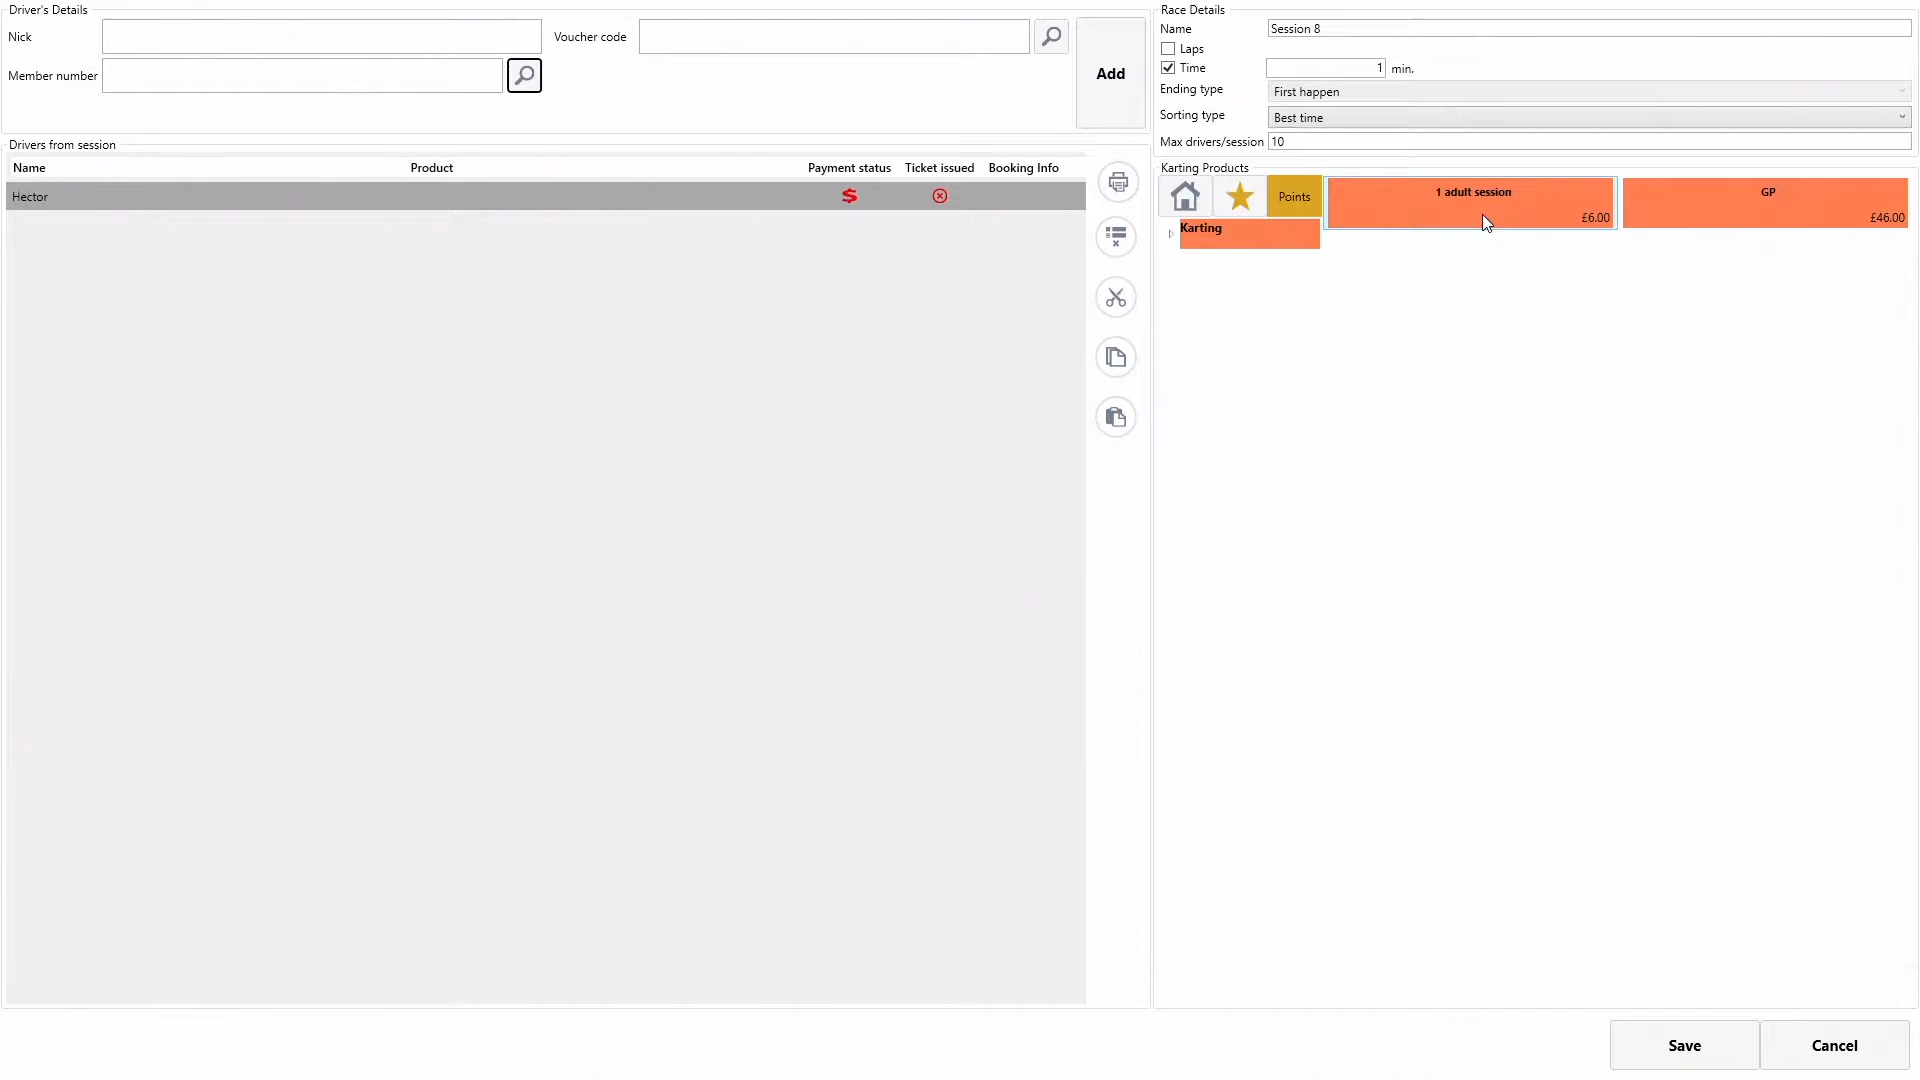 Driver's Details
Nick
Voucher code
Member number
Add
Race Details
Name Session 8
Laps
Time 1 min.
Ending type First happen
Sorting type Best time
Max drivers/session 10
Drivers from session
Name Product Payment status Ticket issued Booking Info
Hector
Karting Products
Points
1 adult session
£6.00
GP
£46.00
Karting
Save
Cancel